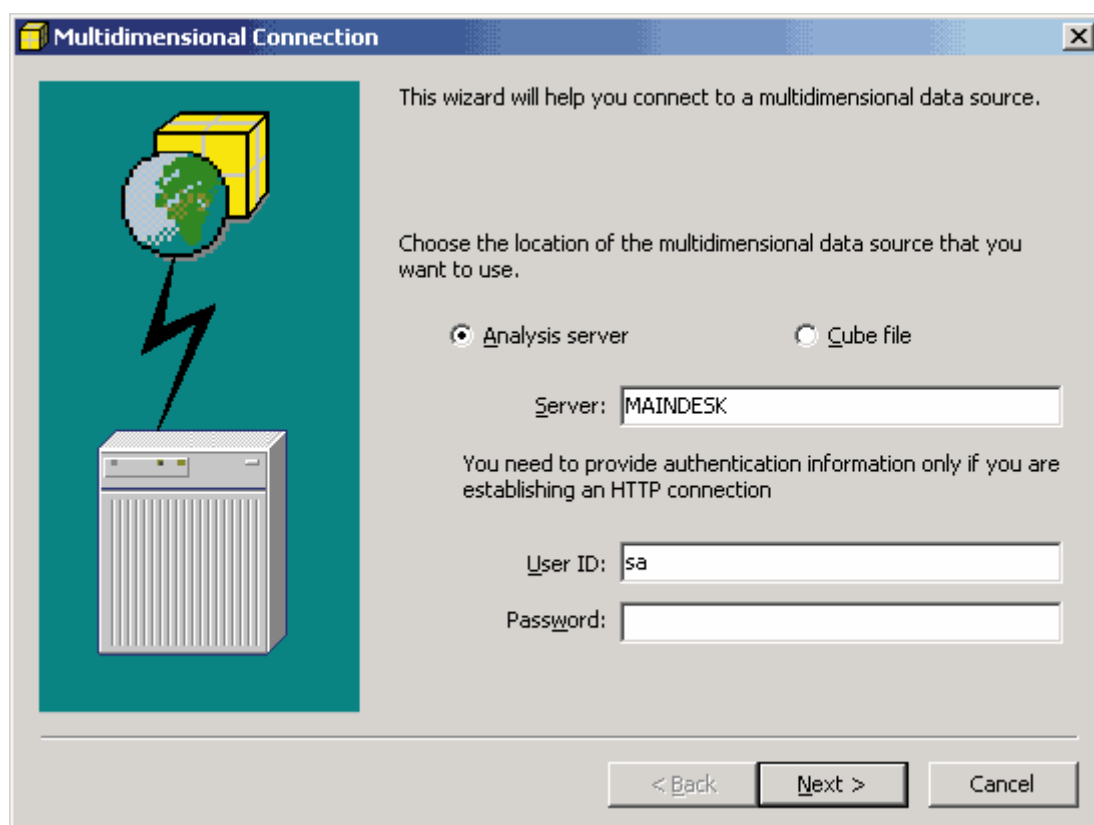 Multidimensional Connection
This wizard will help you connect to a multidimensional data source.
Choose the location of the multidimensional data source that you
want to use.
Analysis server
Cube file
Server: MAINDESK
You need to provide authentication information only if you are
establishing an HTTP connection
User ID: sa
Password:
< Back
Next >
Cancel